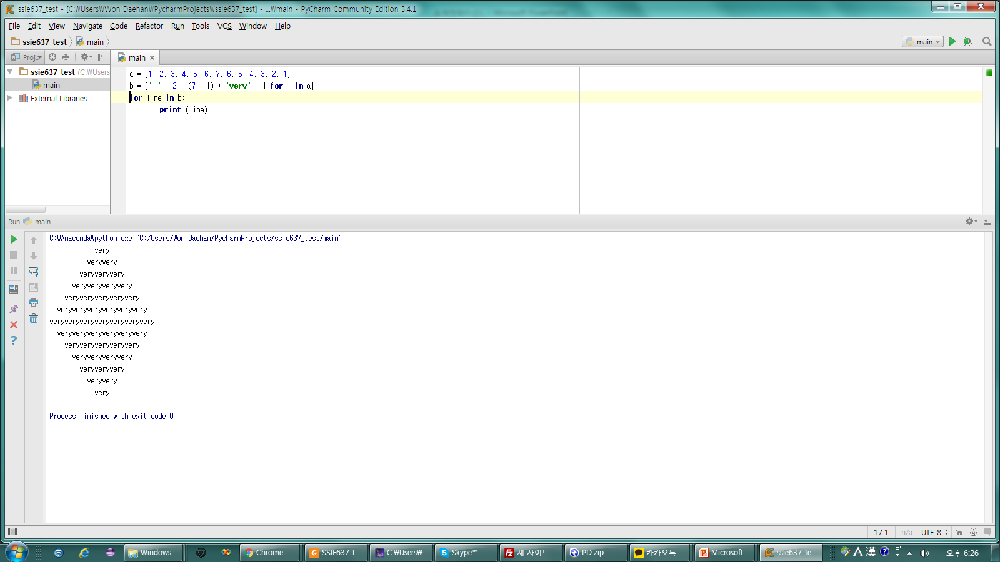 ssie637_test - [C:₩Users₩Won Daehan₩PycharmProjects₩ssie637_test] - ...₩main - PyCharm Community Edition 3.4.1
File Edit View Navigate Code Refactor Run Tools VCS Window Help
ssie637_test main
main
Proj..
main
ssie637_test (C:₩Users
main
External Libraries
a = [1, 2, 3, 4, 5, 6, 7, 6, 5, 4, 3, 2, 1]
b = [' ' * 2 * (7 - i) + 'very' * i for i in a]
for line in b:
print (line)
Run main
C:₩Anaconda₩python.exe "C:/Users/Won Daehan/PycharmProjects/ssie637_test/main"
very
veryvery
veryveryvery
veryveryveryvery
veryveryveryveryvery
veryveryveryveryveryvery
veryveryveryveryveryveryvery
veryveryveryveryveryvery
veryveryveryveryvery
veryveryveryvery
veryveryvery
veryvery
very
Process finished with exit code 0
17:1 n/a UTF-8
Windows... Chrome SSIE637_L... C:₩Users₩... Skype™ - ... 새 사이트 ... PD.zip - ... 카카오톡 Microsoft... ssie637_te... A 漢 오후 6:26